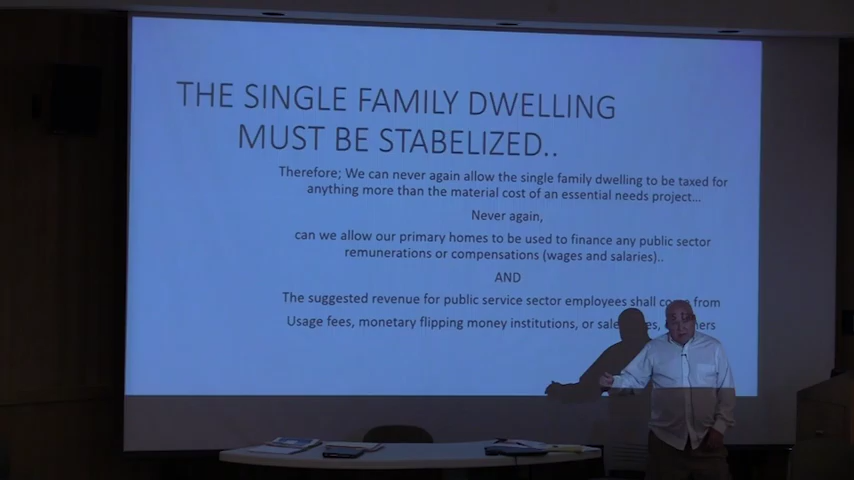 THE SINGLE FAMILY DWELLING
MUST BE STABELIZED..
Therefore; We can never again allow the single family dwelling to be taxed for
anything more than the material cost of an essential needs project...
Never again,
can we allow our primary homes to be used to finance any public sector
remunerations or compensations (wages and salaries)..
AND
The suggested revenue for public service sector employees shall from
Usage fees, monetary flipping money institutions, or